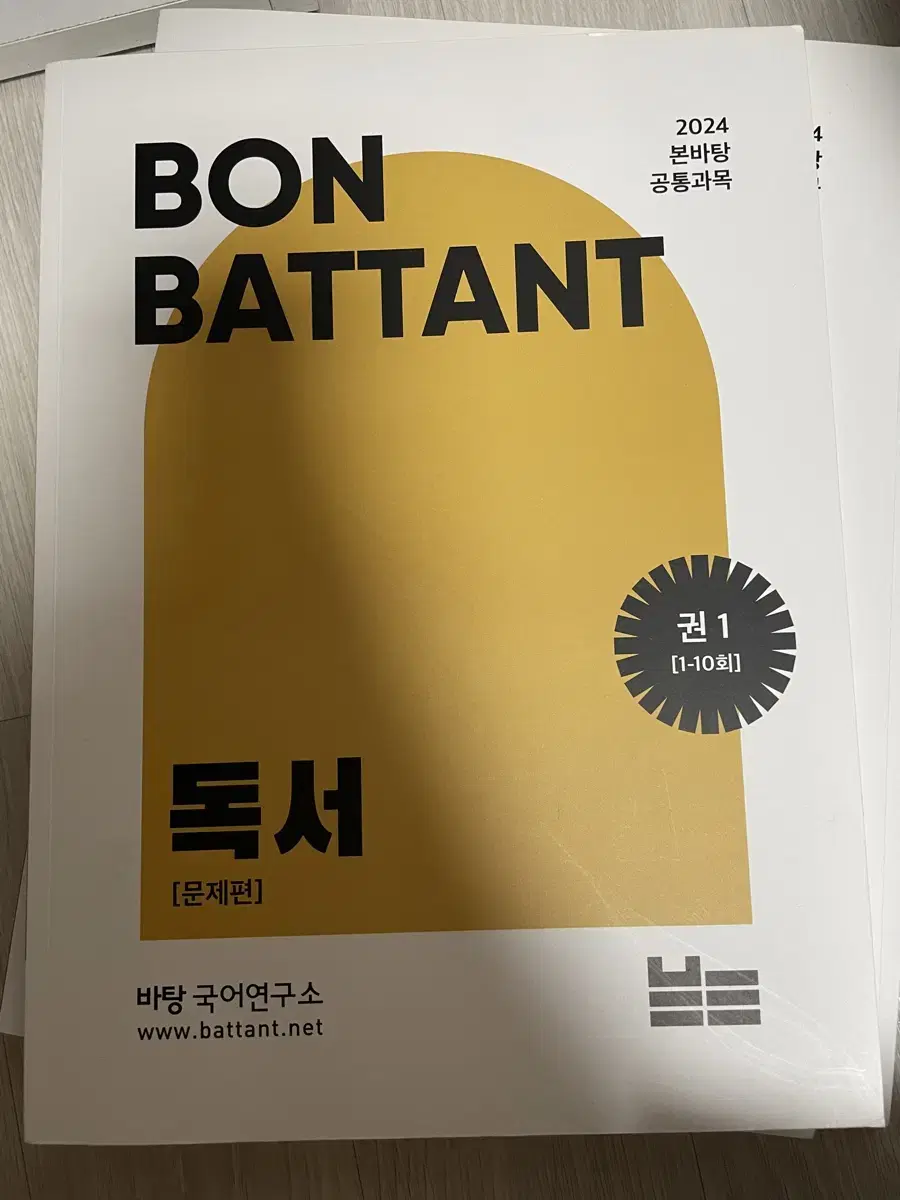 BON
BATTANT
2024
본바탕
공통과목
권 1
[1-10회]
독서
[문제편]
바탕 국어연구소
www.battant.net